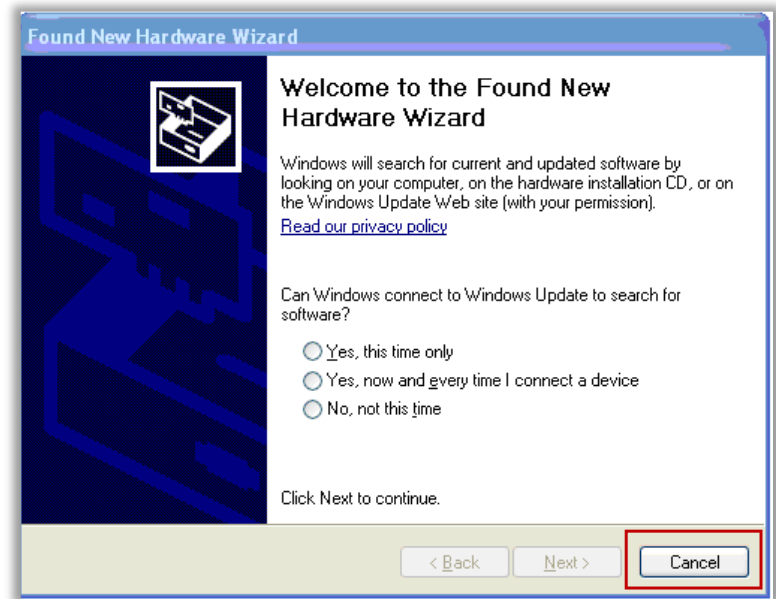 Found New Hardware Wizard
Welcome to the Found New
Hardware Wizard
Windows will search for current and updated software by
looking on your computer, on the hardware installation CD, or on
the Windows Update Web site (with your permission).
Read our privacy policy
Can Windows connect to Windows Update to search for
software?
Yes, this time only
Yes, now and every time I connect a device
No, not this time
Click Next to continue.
< Back Next > Cancel